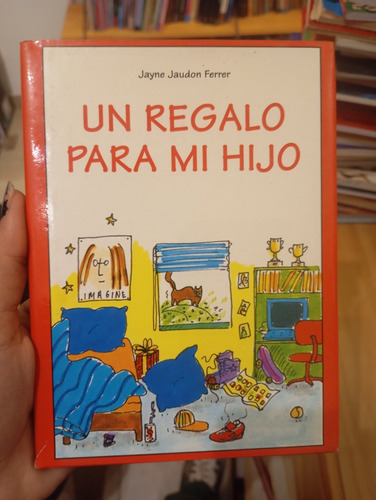 Jayne Jaudon Ferrer
UN REGALO
PARA MI HIJO
IMAGINE